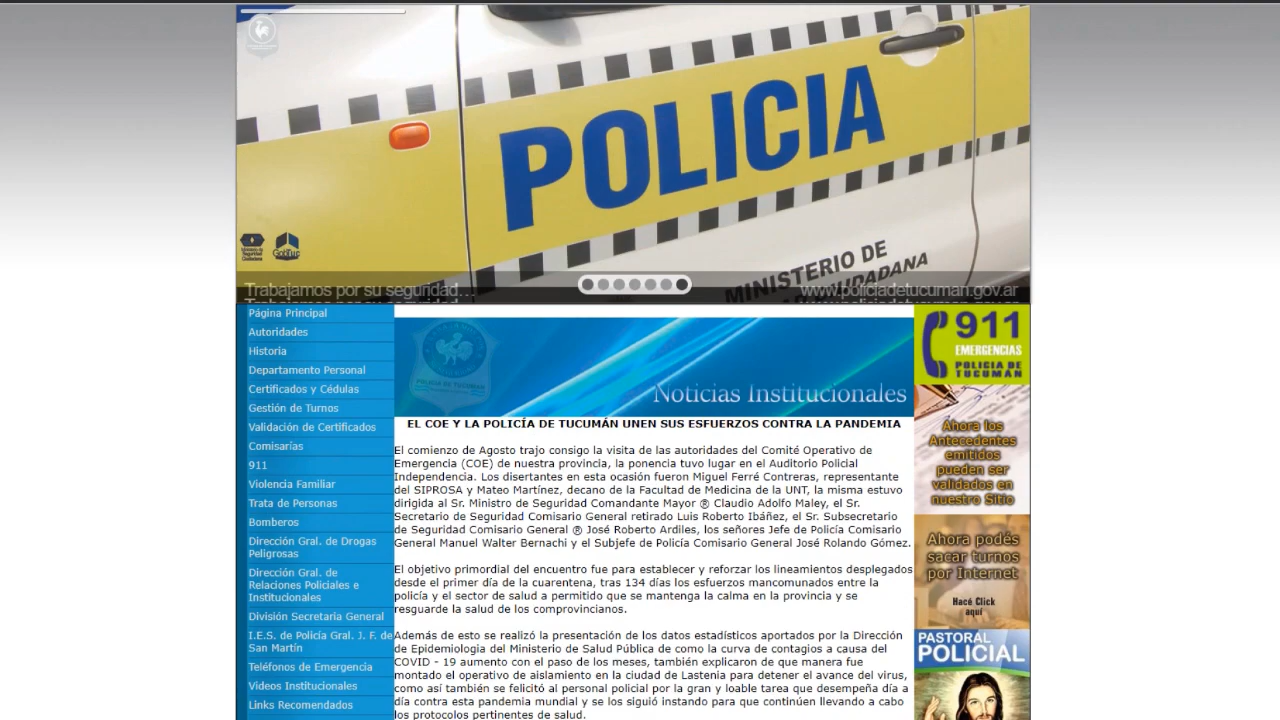 POLICIA
MINISTERIO DE
CIUDADANA
GobTuc
Trabajamos por su seguridad...
www.policiadetucuman.gov.ar
Página Principal
Autoridades
Historia
Departamento Personal
Certificados y Cédulas
Gestión de Turnos
Validación de Certificados
Comisarías
911
Violencia Familiar
Trata de Personas
Bomberos
Dirección Gral. de Drogas
Peligrosas
Dirección Gral. de
Relaciones Policiales e
Institucionales
División Secretaria General
I.E.S. de Policía Gral. J. F. de
San Martín
Teléfonos de Emergencia
Videos Institucionales
Links Recomendados
POLICIA DE TUCUMAN
Noticias Institucionales
EL COE Y LA POLICÍA DE TUCUMÁN UNEN SUS ESFUERZOS CONTRA LA PANDEMIA
El comienzo de Agosto trajo consigo la visita de las autoridades del Comité Operativo de
Emergencia (COE) de nuestra provincia, la ponencia tuvo lugar en el Auditorio Policial
Independencia. Los disertantes en esta ocasión fueron Miguel Ferré Contreras, representante
del SIPROSA y Mateo Martínez, decano de la Facultad de Medicina de la UNT, la misma estuvo
dirigida al Sr. Ministro de Seguridad Comandante Mayor ® Claudio Adolfo Maley, el Sr.
Secretario de Seguridad Comisario General retirado Luis Roberto Ibáñez, el Sr. Subsecretario
de Seguridad Comisario General ® José Roberto Ardiles, los señores Jefe de Policía Comisario
General Manuel Walter Bernachi y el Subjefe de Policía Comisario General José Rolando Gómez.
El objetivo primordial del encuentro fue para establecer y reforzar los lineamientos desplegados
desde el primer día de la cuarentena, tras 134 días los esfuerzos mancomunados entre la
policía y el sector de salud a permitido que se mantenga la calma en la provincia y se
resguarde la salud de los comprovincianos.
Además de esto se realizó la presentación de los datos estadísticos aportados por la Dirección
de Epidemiologia del Ministerio de Salud Pública de como la curva de contagios a causa del
COVID - 19 aumento con el paso de los meses, también explicaron de que manera fue
montado el operativo de aislamiento en la ciudad de Lastenia para detener el avance del virus,
como así también se felicitó al personal policial por la gran y loable tarea que desempeña día a
día contra esta pandemia mundial y se los siguió instando para que continúen llevando a cabo
los protocolos pertinentes de salud.
911
EMERGENCIAS
POLICIA DE
TUCUMÁN
Ahora los
Antecedentes
emitidos
pueden ser
validados en
nuestro Sitio
Ahora podés
sacar turnos
por Internet
Hacé Click
aquí
PASTORAL
POLICIAL